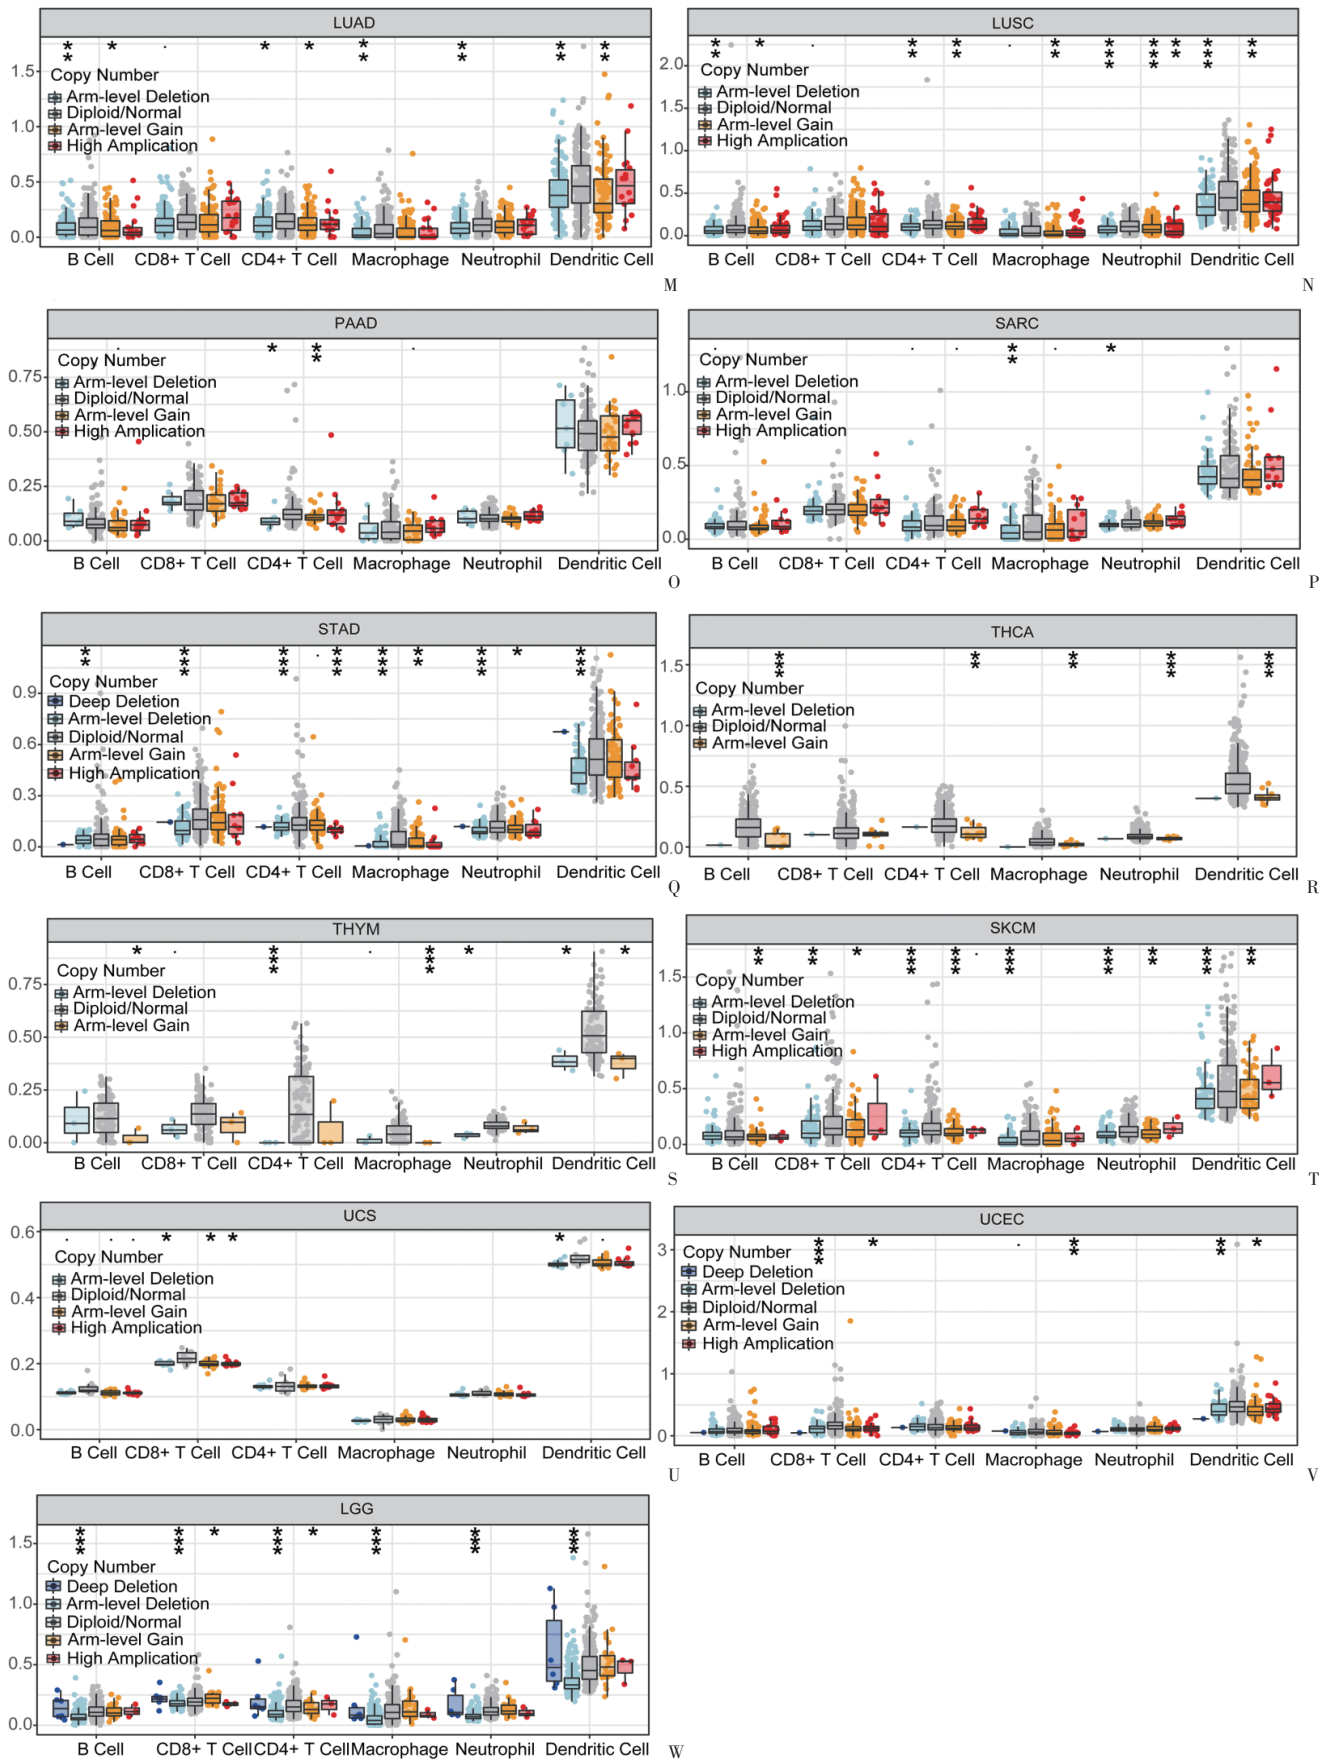 LUAD
** * . * * ** ** ** **
Copy Number
Arm-level Deletion
Diploid/Normal
Arm-level Gain
High Amplication
1.5
1.0
0.5
0.0
B Cell CD8+ T Cell CD4+ T Cell Macrophage Neutrophil Dendritic Cell
M
LUSC
** * . ** ** . ** *** *** ** *** **
Copy Number
Arm-level Deletion
Diploid/Normal
Arm-level Gain
High Amplication
2.0
1.5
1.0
0.5
0.0
B Cell CD8+ T Cell CD4+ T Cell Macrophage Neutrophil Dendritic Cell
N
PAAD
. * ** .
Copy Number
Arm-level Deletion
Diploid/Normal
Arm-level Gain
High Amplication
0.75
0.50
0.25
0.00
B Cell CD8+ T Cell CD4+ T Cell Macrophage Neutrophil Dendritic Cell
O
SARC
. . . ** . *
Copy Number
Arm-level Deletion
Diploid/Normal
Arm-level Gain
High Amplication
1.0
0.5
0.0
B Cell CD8+ T Cell CD4+ T Cell Macrophage Neutrophil Dendritic Cell
P
STAD
** *** *** . *** *** ** *** * ***
Copy Number
Deep Deletion
Arm-level Deletion
Diploid/Normal
Arm-level Gain
High Amplication
0.9
0.6
0.3
0.0
B Cell CD8+ T Cell CD4+ T Cell Macrophage Neutrophil Dendritic Cell
Q
THCA
*** ** ** *** ***
Copy Number
Arm-level Deletion
Diploid/Normal
Arm-level Gain
1.5
1.0
0.5
0.0
B Cell CD8+ T Cell CD4+ T Cell Macrophage Neutrophil Dendritic Cell
R
THYM
* . *** . *** * * *
Copy Number
Arm-level Deletion
Diploid/Normal
Arm-level Gain
0.75
0.50
0.25
0.00
B Cell CD8+ T Cell CD4+ T Cell Macrophage Neutrophil Dendritic Cell
S
SKCM
** ** * *** *** . *** *** ** *** **
Copy Number
Arm-level Deletion
Diploid/Normal
Arm-level Gain
High Amplication
1.5
1.0
0.5
0.0
B Cell CD8+ T Cell CD4+ T Cell Macrophage Neutrophil Dendritic Cell
T
UCS
. . . * * * * .
Copy Number
Arm-level Deletion
Diploid/Normal
Arm-level Gain
High Amplication
0.6
0.4
0.2
0.0
B Cell CD8+ T Cell CD4+ T Cell Macrophage Neutrophil Dendritic Cell
U
UCEC
*** * . ** ** *
Copy Number
Deep Deletion
Arm-level Deletion
Diploid/Normal
Arm-level Gain
High Amplication
3
2
1
0
B Cell CD8+ T Cell CD4+ T Cell Macrophage Neutrophil Dendritic Cell
V
LGG
*** *** * *** * *** *** ***
Copy Number
Deep Deletion
Arm-level Deletion
Diploid/Normal
Arm-level Gain
High Amplication
1.5
1.0
0.5
0.0
B Cell CD8+ T Cell CD4+ T Cell Macrophage Neutrophil Dendritic Cell
W